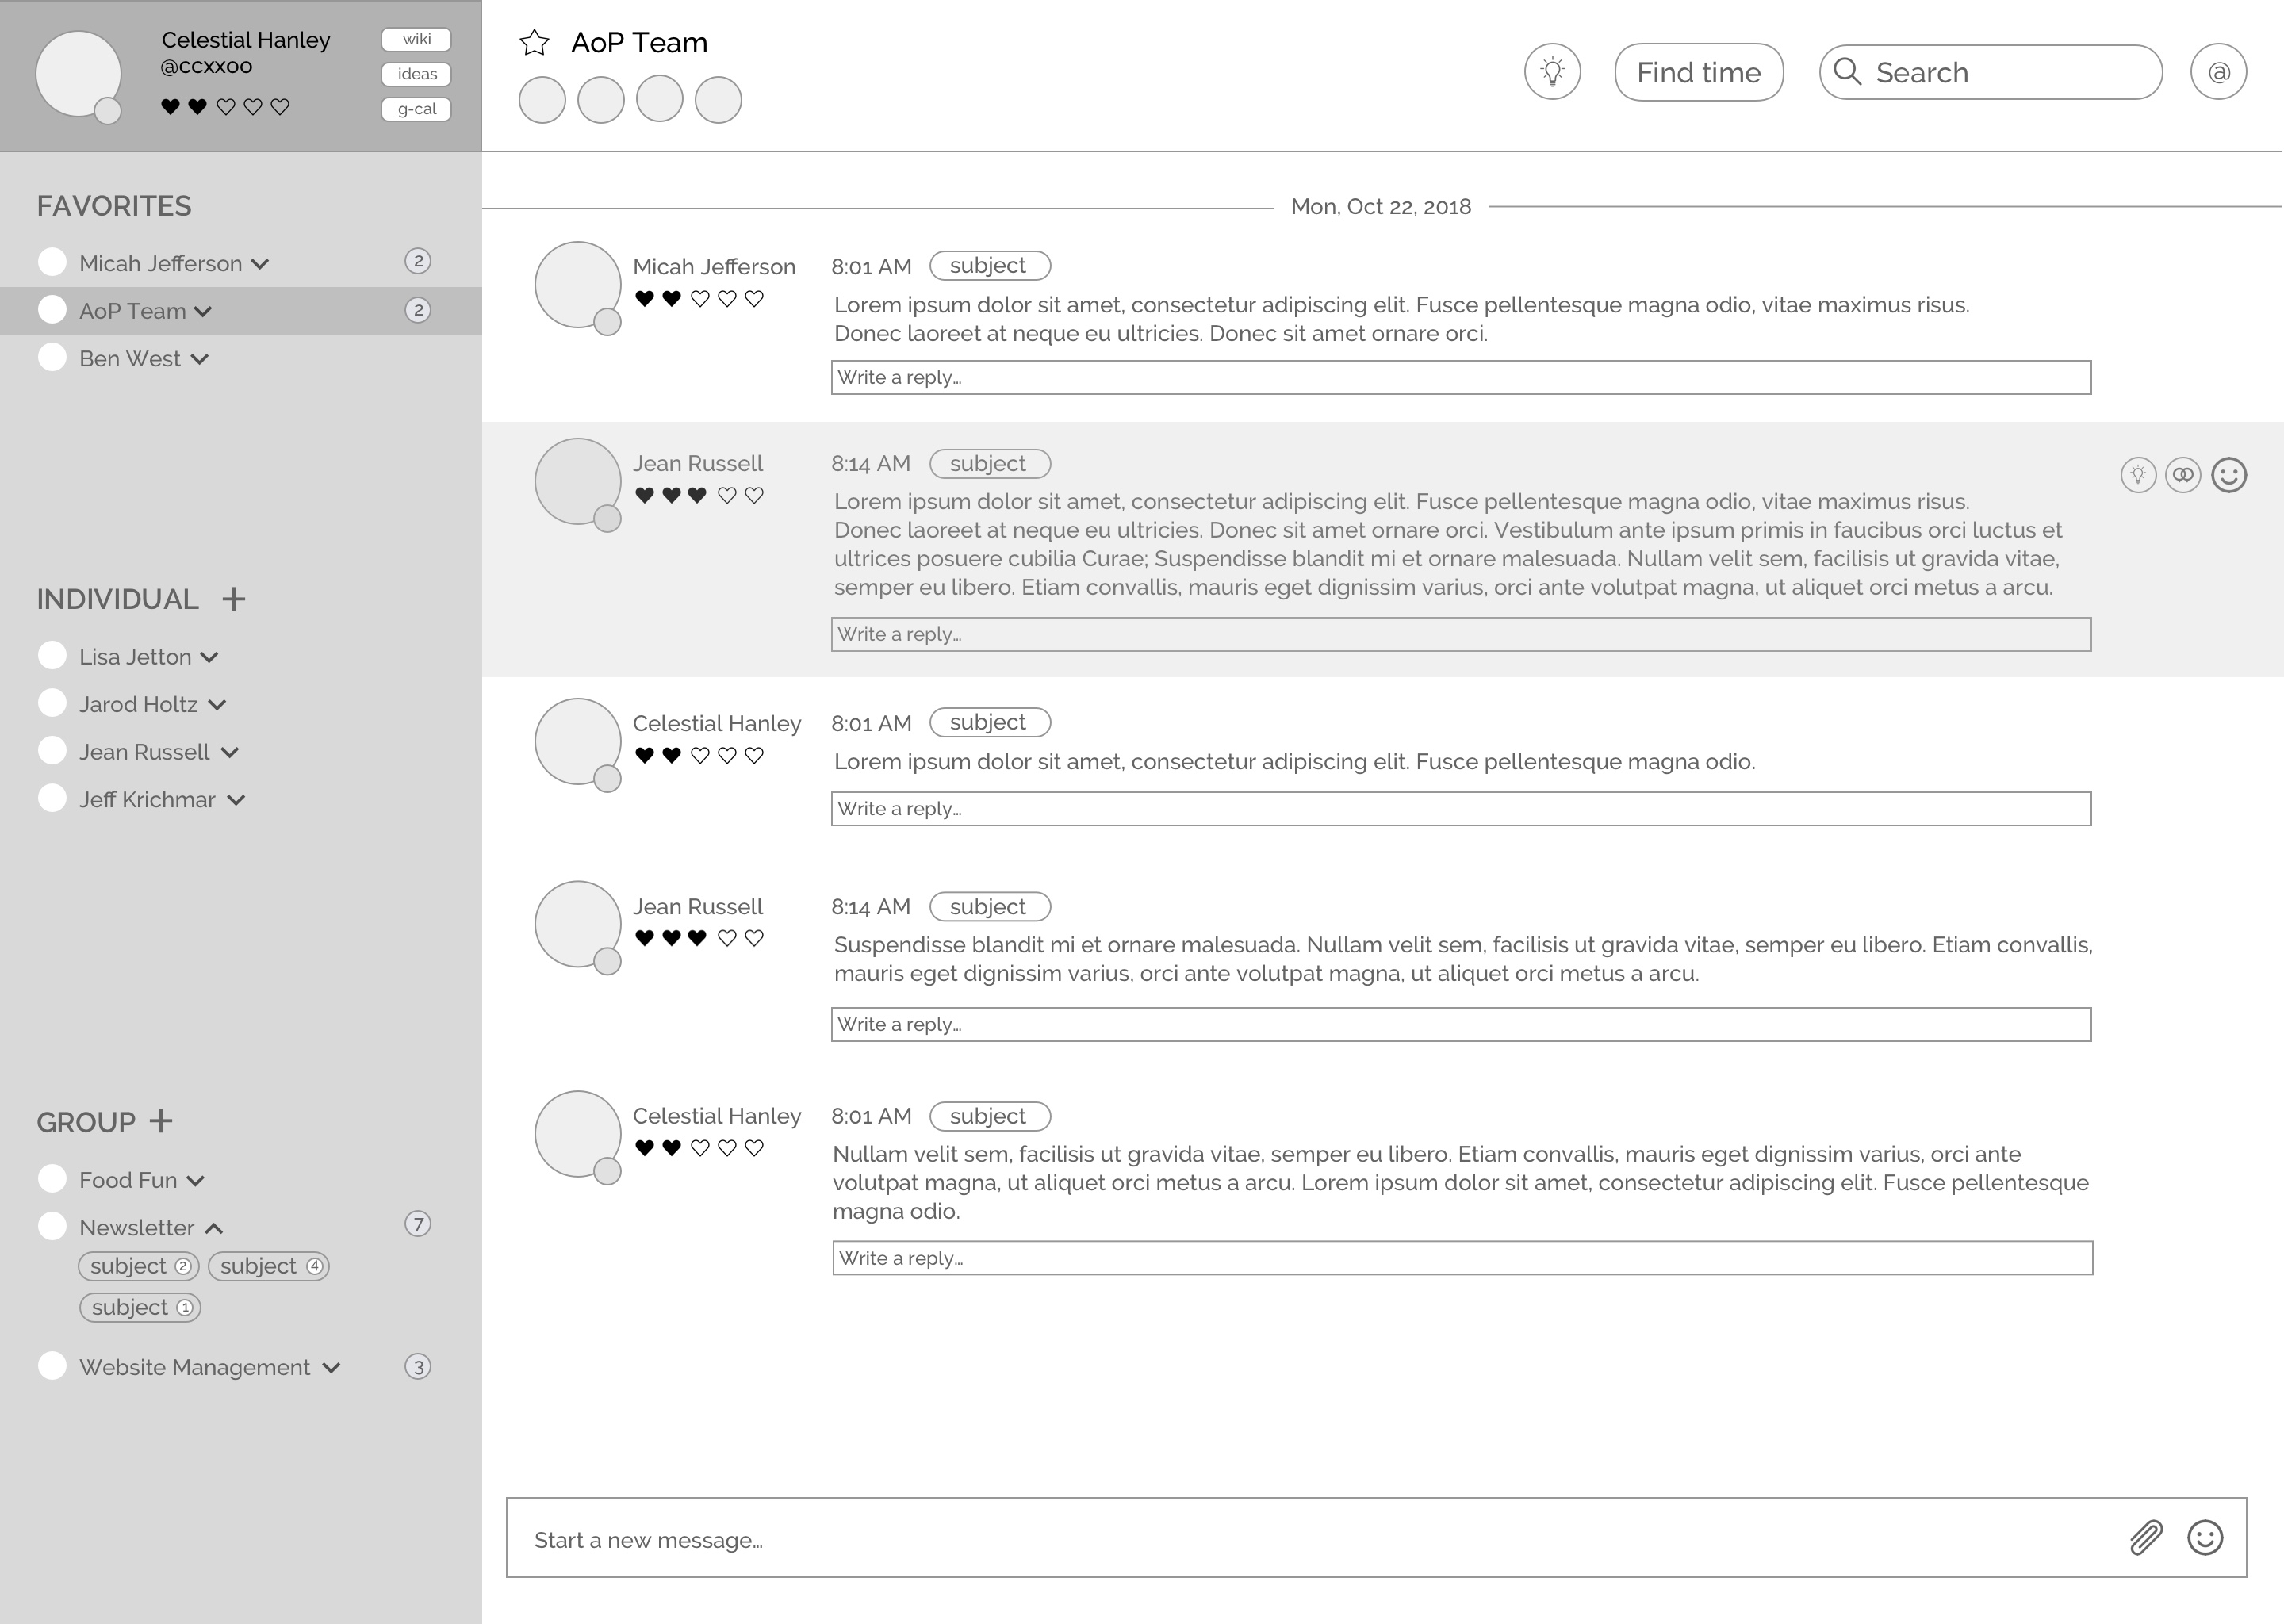 Celestial Hanley
@ccxxoo
wiki
ideas
g-cal
FAVORITES
Micah Jefferson 2
AoP Team 2
Ben West
INDIVIDUAL +
Lisa Jetton
Jarod Holtz
Jean Russell
Jeff Krichmar
GROUP +
Food Fun
Newsletter 7
subject 2 subject 4
subject 1
Website Management 3
AoP Team
Find time
Search
@
Mon, Oct 22, 2018
Micah Jefferson 8:01 AM subject
Lorem ipsum dolor sit amet, consectetur adipiscing elit. Fusce pellentesque magna odio, vitae maximus risus.
Donec laoreet at neque eu ultricies. Donec sit amet ornare orci.
Write a reply...
Jean Russell 8:14 AM subject
Lorem ipsum dolor sit amet, consectetur adipiscing elit. Fusce pellentesque magna odio, vitae maximus risus.
Donec laoreet at neque eu ultricies. Donec sit amet ornare orci. Vestibulum ante ipsum primis in faucibus orci luctus et
ultrices posuere cubilia Curae; Suspendisse blandit mi et ornare malesuada. Nullam velit sem, facilisis ut gravida vitae,
semper eu libero. Etiam convallis, mauris eget dignissim varius, orci ante volutpat magna, ut aliquet orci metus a arcu.
Write a reply...
Celestial Hanley 8:01 AM subject
Lorem ipsum dolor sit amet, consectetur adipiscing elit. Fusce pellentesque magna odio.
Write a reply...
Jean Russell 8:14 AM subject
Suspendisse blandit mi et ornare malesuada. Nullam velit sem, facilisis ut gravida vitae, semper eu libero. Etiam convallis,
mauris eget dignissim varius, orci ante volutpat magna, ut aliquet orci metus a arcu.
Write a reply...
Celestial Hanley 8:01 AM subject
Nullam velit sem, facilisis ut gravida vitae, semper eu libero. Etiam convallis, mauris eget dignissim varius, orci ante
volutpat magna, ut aliquet orci metus a arcu. Lorem ipsum dolor sit amet, consectetur adipiscing elit. Fusce pellentesque
magna odio.
Write a reply...
Start a new message...